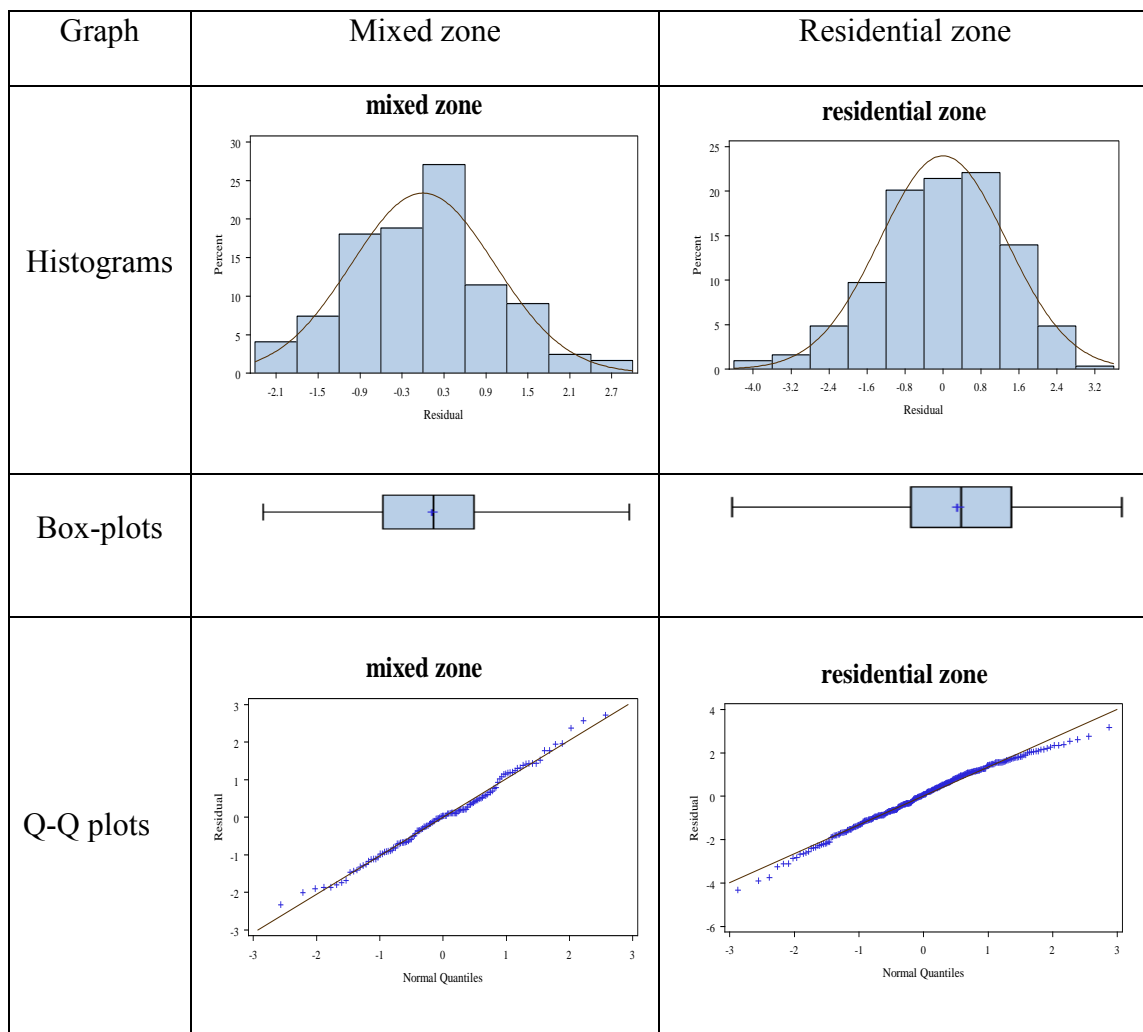 Graph Mixed zone Residential zone
Histograms
mixed zone
30
25
20
15
10
5
0
Percent
-2.1 -1.5 -0.9 -0.3 0.3 0.9 1.5 2.1 2.7
Residual
residential zone
25
20
15
10
5
0
Percent
-4.0 -3.2 -2.4 -1.6 -0.8 0 0.8 1.6 2.4 3.2
Residual
Box-plots
Q-Q plots
mixed zone
3
2
1
0
-1
-2
-3
Residual
-3 -2 -1 0 1 2 3
Normal Quantiles
residential zone
4
2
0
-2
-4
-6
Residual
-3 -2 -1 0 1 2 3
Normal Quantiles